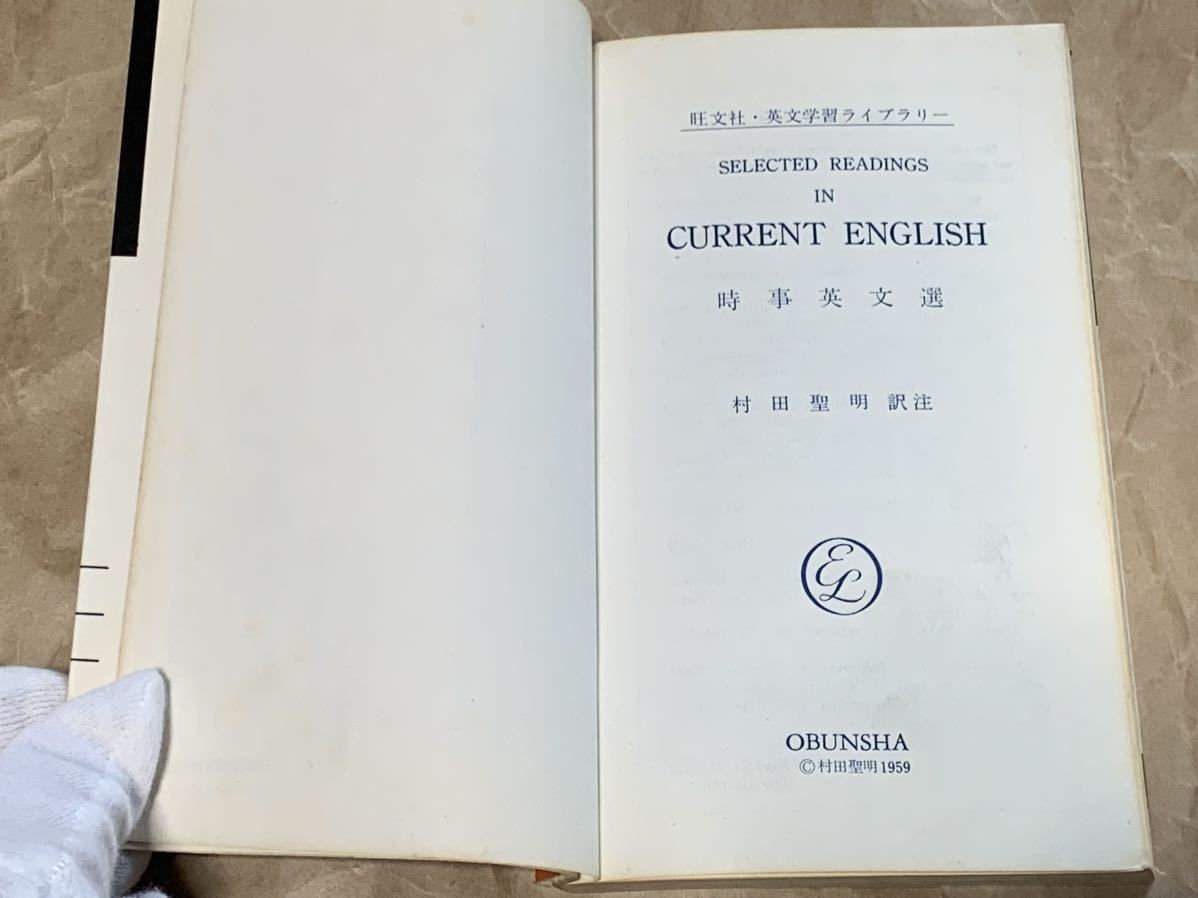 旺文社・英文学習ライブラリー
SELECTED READINGS
IN
CURRENT ENGLISH
時事英文選
村田聖明訳注
EL
OBUNSHA
©村田聖明1959